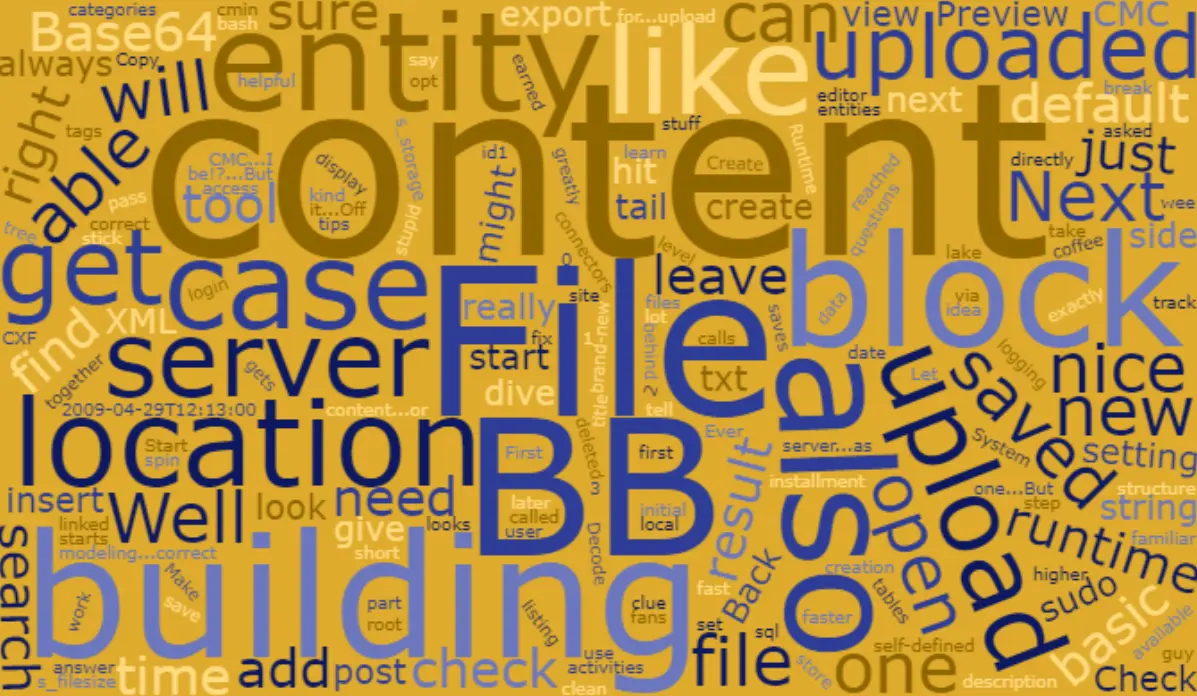 categories
cmin
bash
sure
export
for...upload
can
view
Preview
CMC
Base64
entity
like
uploaded
always
Copy
say
opt
earned
helpful
will
editor
entities
next
break
default
right
tags
able
s_storage
stuff
content
asked
directly
just
CMC...I
be!?...But
access
tool
display
kind
it...Off
tips
id1
might
greatly
learn
hit
tail
Create
create
Runtime
reached
questions
Next
wee
pass
correct
stick
tree
stupid
connectors
level
take
coffee
side
lake
get
case
login
File
really
0
site
files
lot
leave
block
saves
data
via
idea
exactly
track
find
XML
CXF
server
gets
together
start
fix
1
titlebrand-new
behind
2
calls
txt
dive
tell
date
also
Let
upload
saved
logging
nice
new
2009-04-29T12:13:00
content...or
location
Start
spin
BB
First
first
deleted
3
Ever
server...as
System
setting
structure
string
insert
Well
look
need
later
called
user
initial
local
result
installment
open
one...But
step
runtime
familiar
linked
starts
modeling...correct
give
looks
short
search
building
Decode
Back
creation
higher
sudo
Make
save
work
part
root
listing
clue
fans
fast
set
sql
faster
tables
basic
available
self-defined
answer
s_filesize
time
add
post
check
use
activities
clean
file
store
one
description
guy
Check